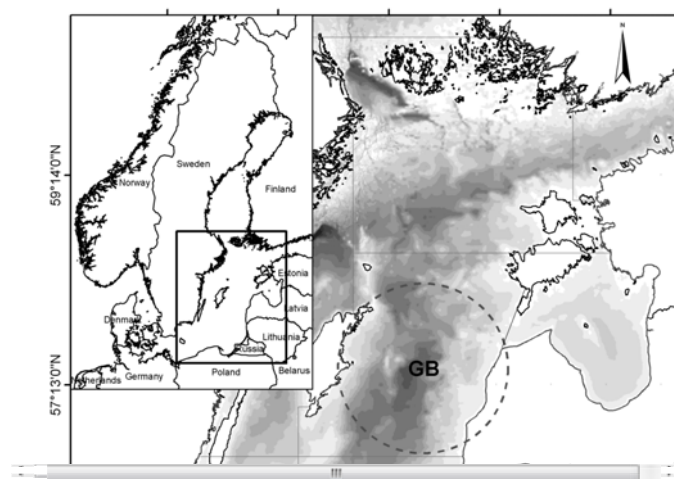 N
59°14'0"N
57°13'0"N
Norway
Sweden
Finland
Estonia
Latvia
Lithuania
Russia
Denmark
Netherlands
Germany
Poland
Belarus
GB